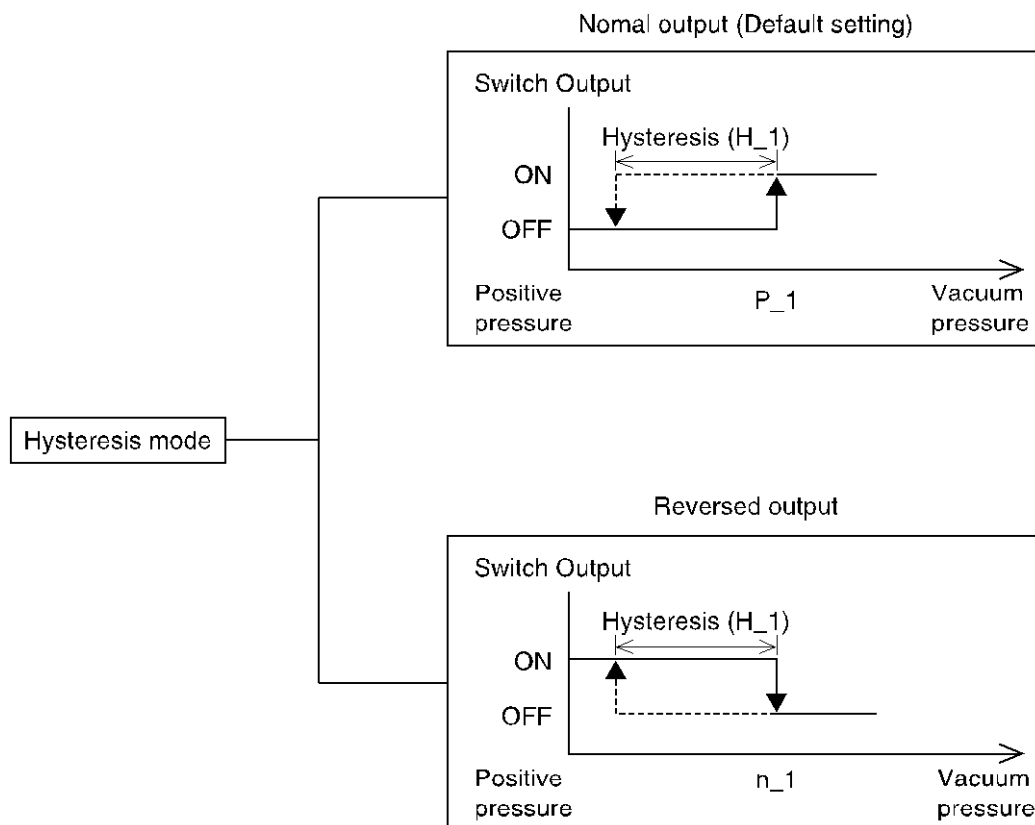 Nomal output (Default setting)
Switch Output
Hysteresis (H_1)
ON
OFF
Positive pressure
P_1
Vacuum pressure
Hysteresis mode
Reversed output
Switch Output
Hysteresis (H_1)
ON
OFF
Positive pressure
n_1
Vacuum pressure